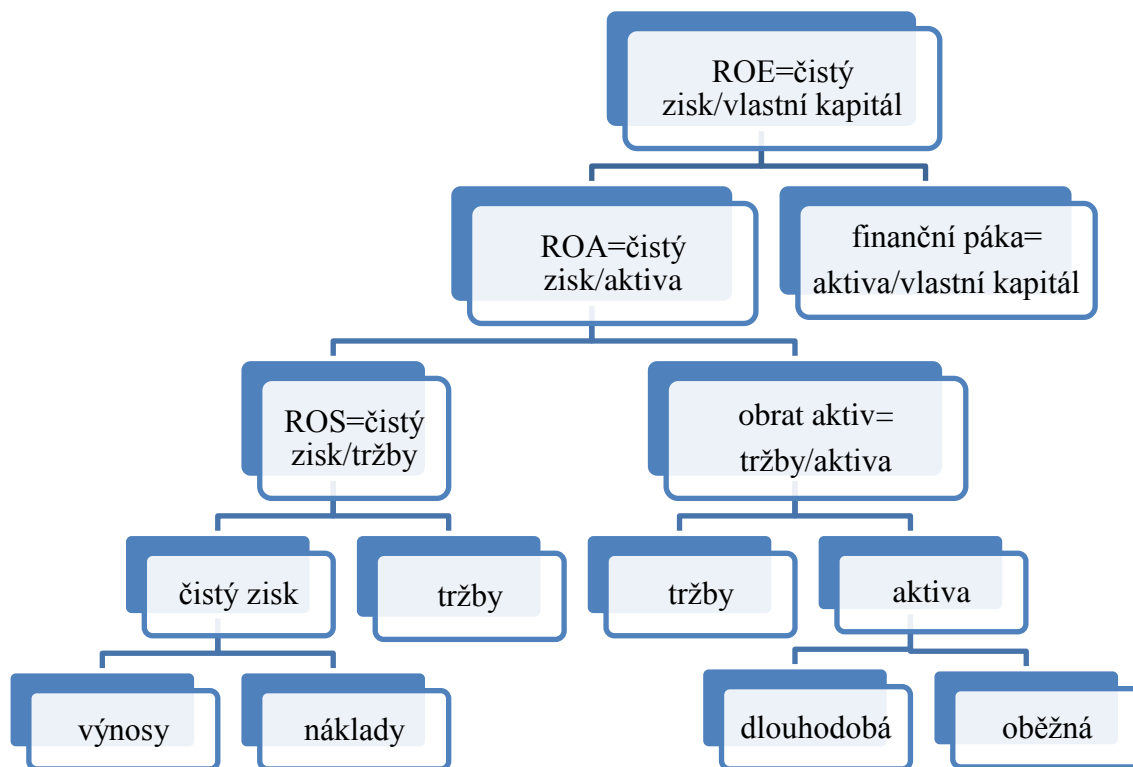 ROE=čistý
zisk/vlastní kapitál
ROA=čistý
zisk/aktiva
finanční páka=
aktiva/vlastní kapitál
ROS=čistý
zisk/tržby
obrat aktiv=
tržby/aktiva
čistý zisk
tržby
tržby
aktiva
výnosy
náklady
dlouhodobá
oběžná